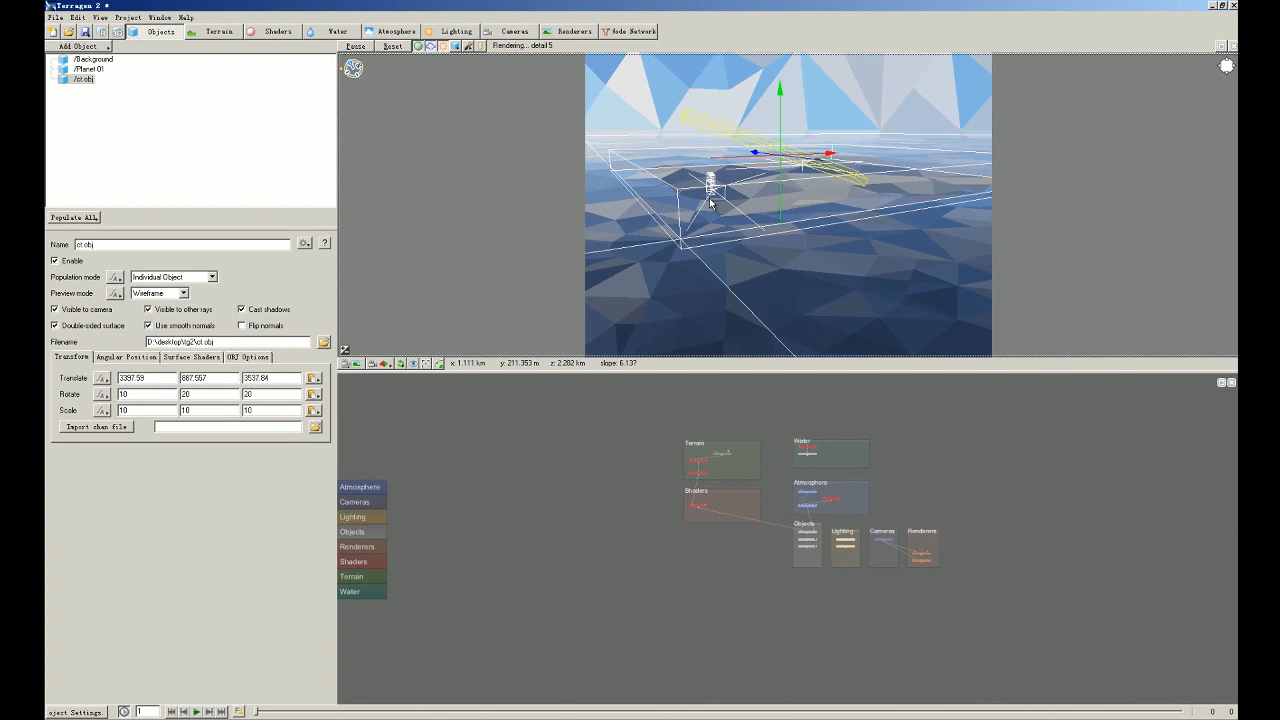 Terragen 2 *
File Edit View Project Window Help
Objects Terrain Shaders Water Atmosphere Lighting Cameras Renderers Node Network
Add Object
Pause Reset Rendering... detail 5
/Background
/Planet 01
/ct obj
Populate All
Name ct obj ?
Enable
Population mode Individual Object
Preview mode Wireframe
Visible to camera Visible to other rays Cast shadows
Double-sided surface Use smooth normals Flip normals
Filename D:\desktop\tg2\ct.obj
Transform Angular Position Surface Shaders OBJ Options
x: 1.111 km y: 211.353 m z: 2.282 km slope: 6.13?
Translate 3397.59 887.557 3537.84
Rotate 10 20 20
Scale 10 10 10
Import chan file
Terrain Water
Shaders Atmosphere
Objects Lighting Cameras Renderers
Atmosphere
Cameras
Lighting
Objects
Renderers
Shaders
Terrain
Water
oject Settings. 1 0 0